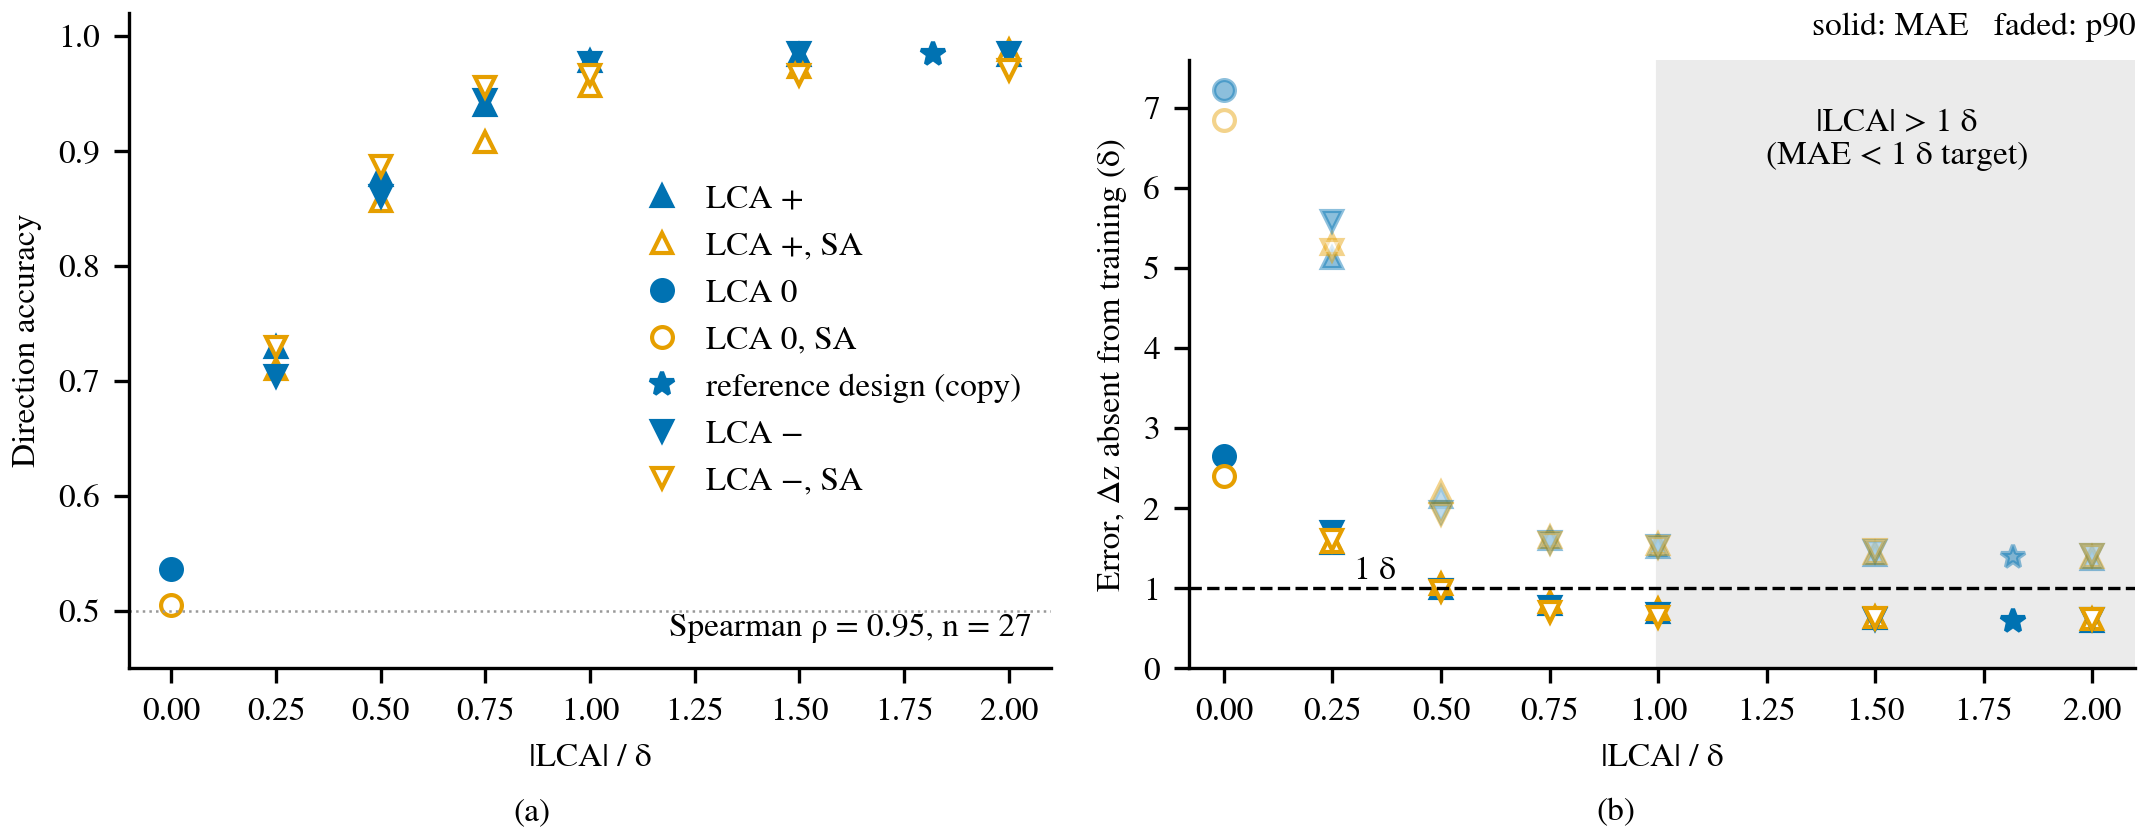 1.0
0.9
0.8
0.7
0.6
0.5
Direction accuracy
LCA +
LCA +, SA
LCA 0
LCA 0, SA
reference design (copy)
LCA −
LCA −, SA
Spearman ρ = 0.95, n = 27
0.00 0.25 0.50 0.75 1.00 1.25 1.50 1.75 2.00
|LCA| / δ
(a)
solid: MAE faded: p90
|LCA| > 1 δ
(MAE < 1 δ target)
7
6
5
4
3
2
1
0
Error, Δz absent from training (δ)
1 δ
0.00 0.25 0.50 0.75 1.00 1.25 1.50 1.75 2.00
|LCA| / δ
(b)